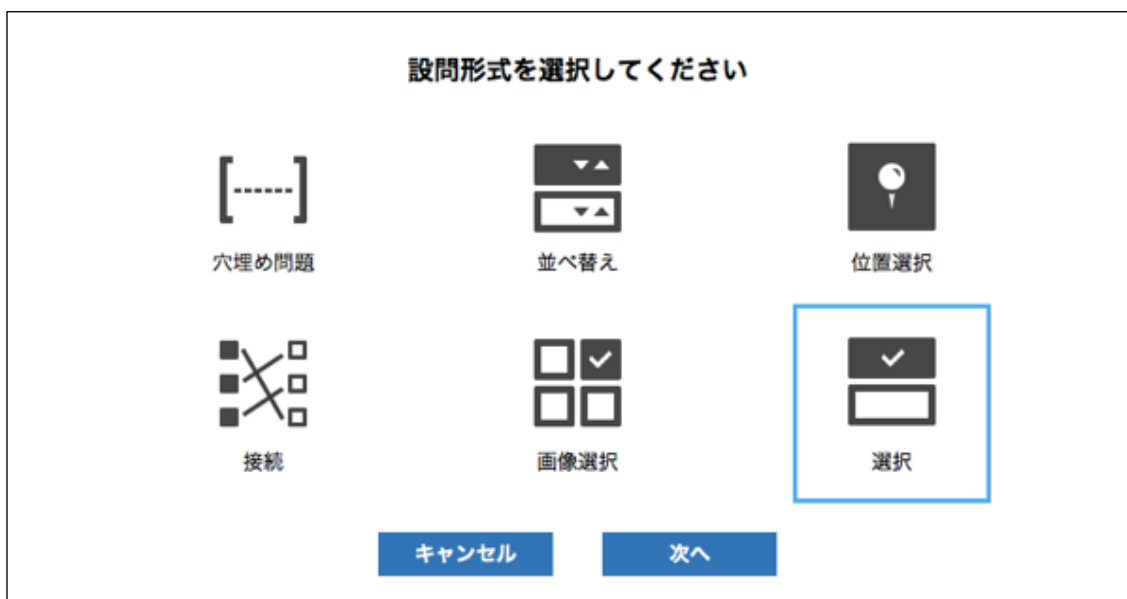 設問形式を選択してください
穴埋め問題
並べ替え
位置選択
接続
画像選択
選択
キャンセル
次へ